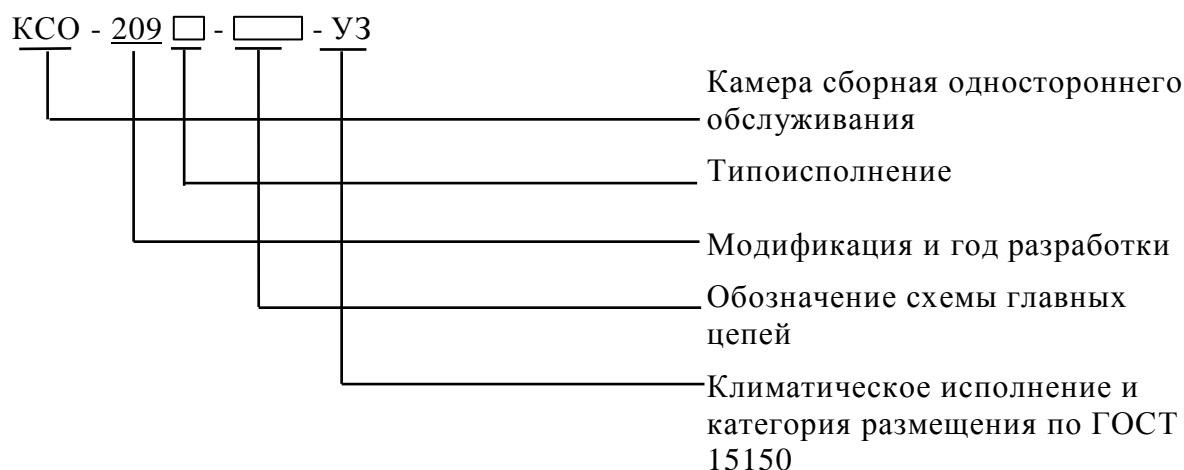 КСО - 209 - - УЗ
Камера сборная одностороннего
обслуживания
Типоисполнение
Модификация и год разработки
Обозначение схемы главных
цепей
Климатическое исполнение и
категория размещения по ГОСТ
15150